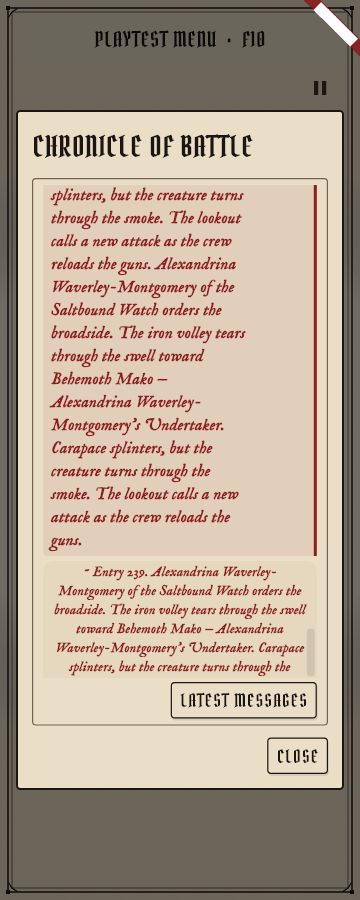 PLAYTEST MENU · F10
CHRONICLE OF BATTLE
splinters, but the creature turns
through the smoke. The lookout
calls a new attack as the crew
reloads the guns. Alexandrina
Waverley-Montgomery of the
Saltbound Watch orders the
broadside. The iron volley tears
through the swell toward
Behemoth Mako –
Alexandrina Waverley-
Montgomery's Undertaker.
Carapace splinters, but the
creature turns through the
smoke. The lookout calls a new
attack as the crew reloads the
guns.
~ Entry 239. Alexandrina Waverley-
Montgomery of the Saltbound Watch orders the
broadside. The iron volley tears through the swell
toward Behemoth Mako – Alexandrina
Waverley-Montgomery's Undertaker. Carapace
splinters, but the creature turns through the
LATEST MESSAGES
CLOSE